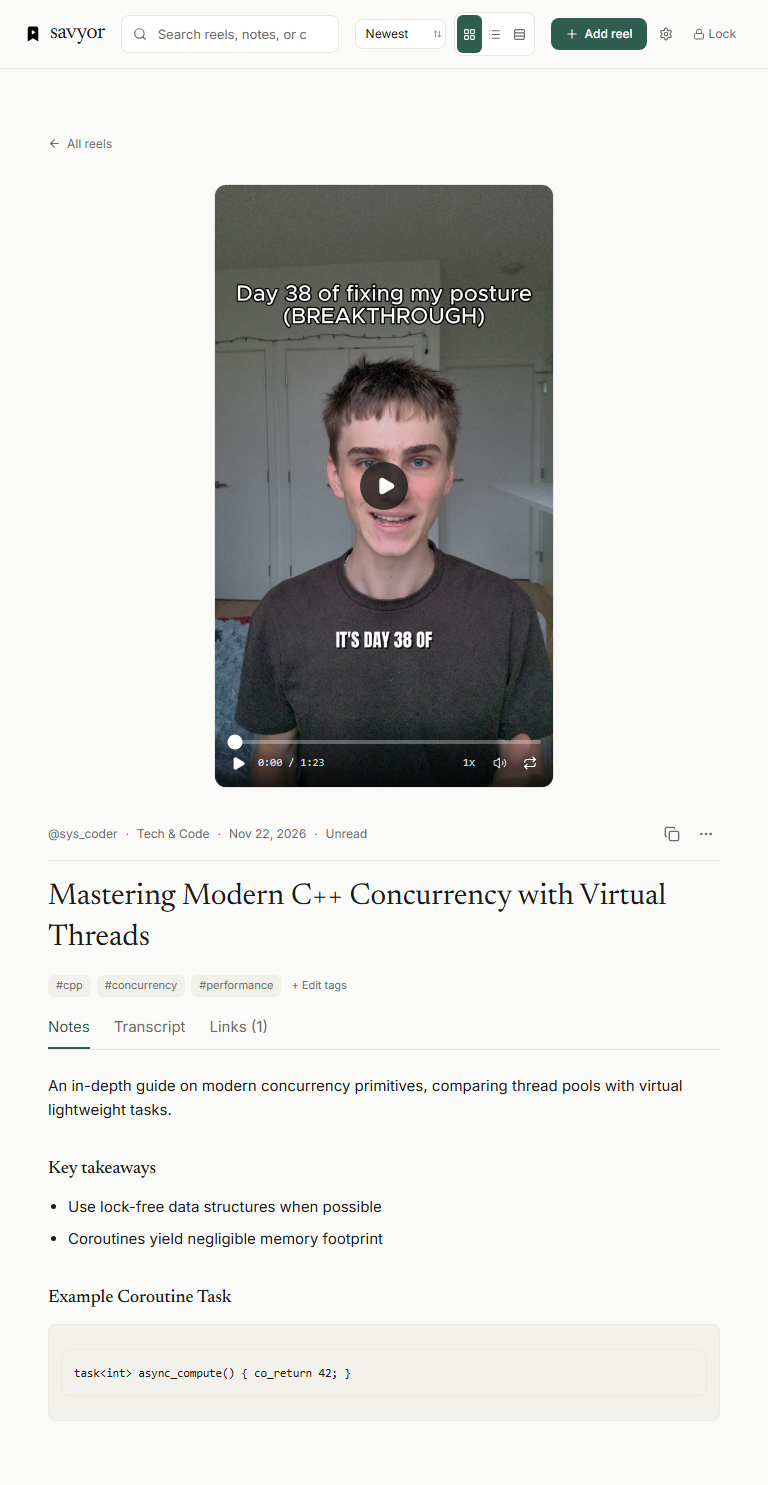 savyor
Search reels, notes, or c
Newest
Add reel
Lock
All reels
Day 38 of fixing my posture
(BREAKTHROUGH)
IT'S DAY 38 OF
0:00 / 1:23
1x
@sys_coder · Tech & Code · Nov 22, 2026 · Unread
Mastering Modern C++ Concurrency with Virtual
Threads
#cpp #concurrency #performance + Edit tags
Notes Transcript Links (1)
An in-depth guide on modern concurrency primitives, comparing thread pools with virtual
lightweight tasks.
Key takeaways
• Use lock-free data structures when possible
• Coroutines yield negligible memory footprint
Example Coroutine Task
task<int> async_compute() { co_return 42; }